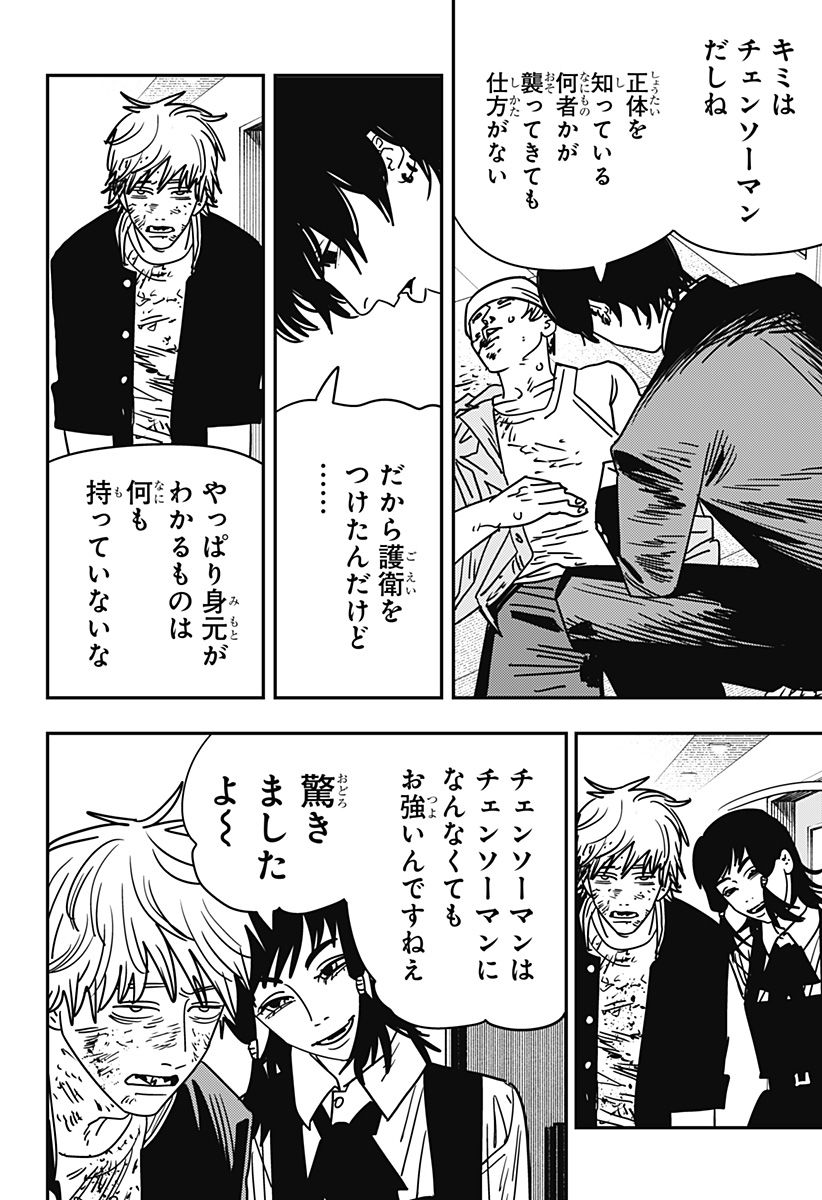 キミは
チェンソーマン
だしね
正体を
知っている
何者かが
襲ってきても
仕方がない
だから護衛を
つけたんだけど
……
やっぱり身元が
わかるものは
何も
持っていないな
チェンソーマンは
チェンソーマンに
なんなくても
お強いんですねえ
驚き
ました
よ〜